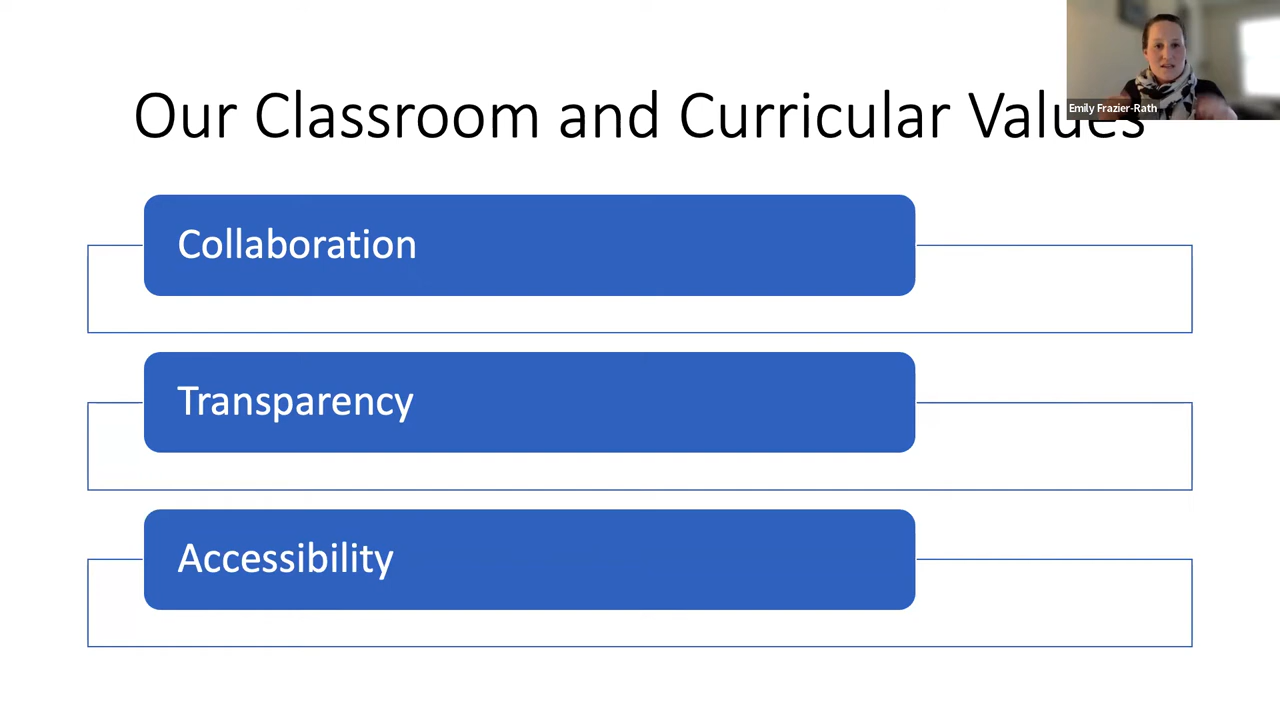 Our Classroom and Curricular Values
Emily Frazier-Rath
Collaboration
Transparency
Accessibility